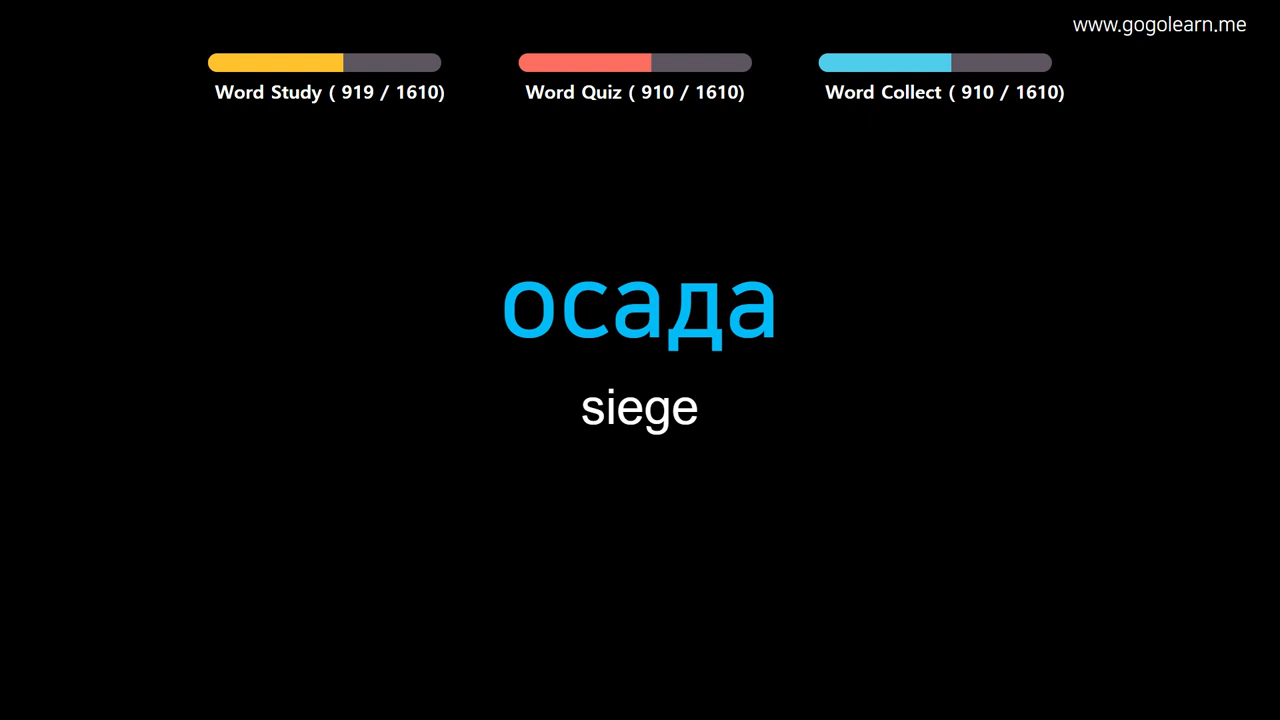 www.gogolearn.me
Word Study ( 919 / 1610)
Word Quiz ( 910 / 1610)
Word Collect ( 910 / 1610)
осада
siege